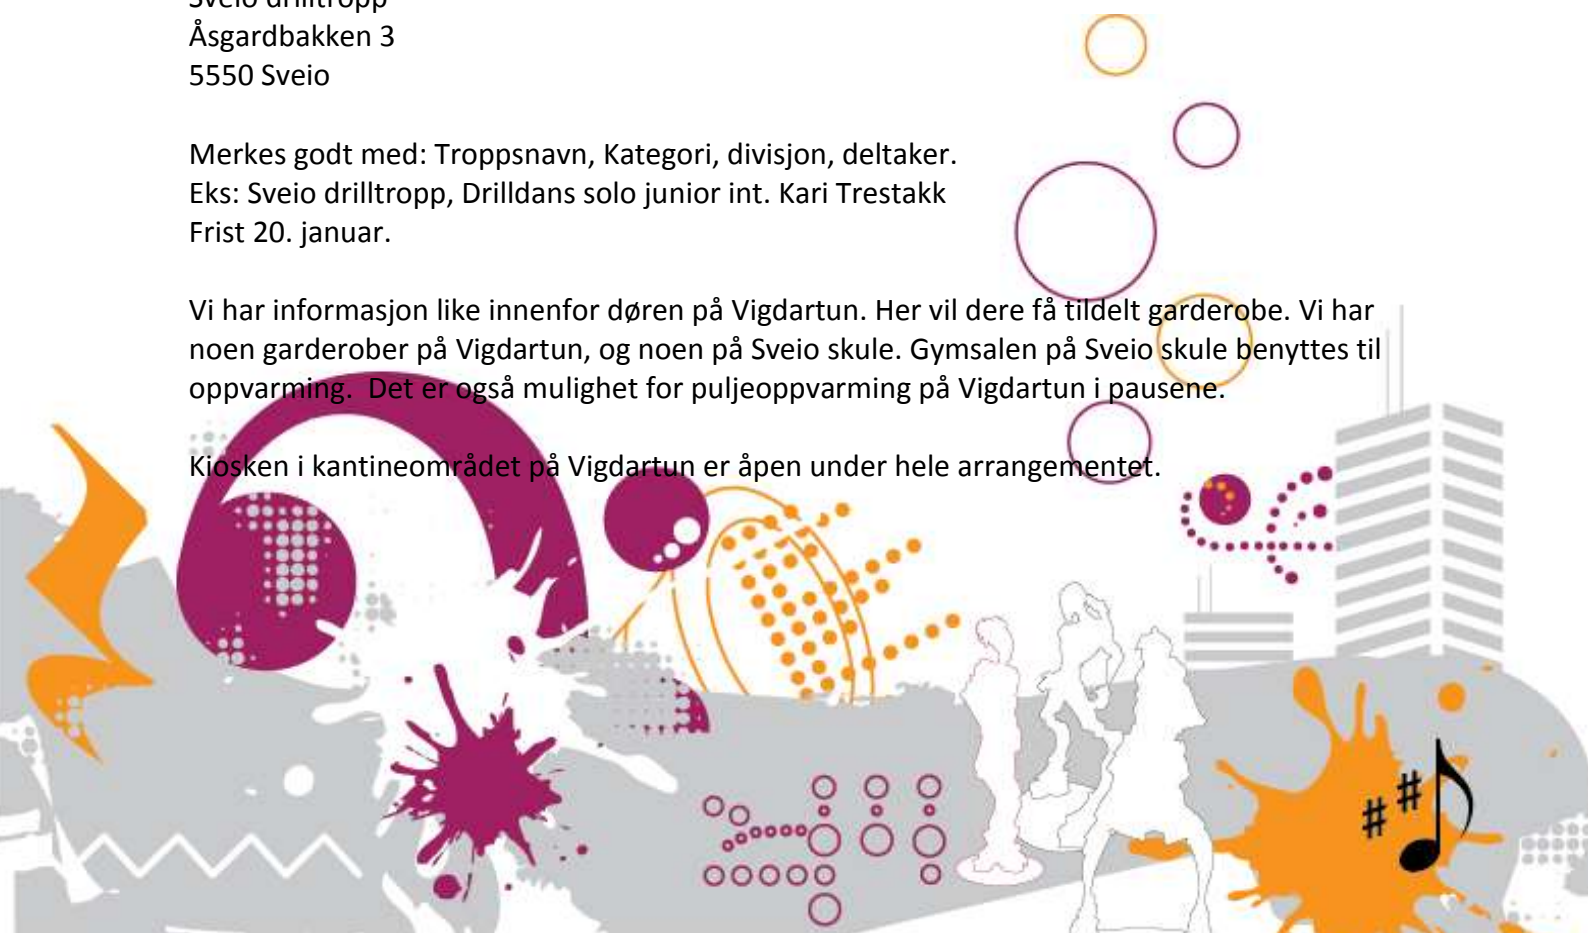 Sveio drilltropp
Åsgardbakken 3
5550 Sveio
Merkes godt med: Troppsnavn, Kategori, divisjon, deltaker.
Eks: Sveio drilltropp, Drilldans solo junior int. Kari Trestakk
Frist 20. januar.
Vi har informasjon like innenfor døren på Vigdartun. Her vil dere få tildelt garderobe. Vi har
noen garderober på Vigdartun, og noen på Sveio skule. Gymsalen på Sveio skule benyttes til
oppvarming.  Det er også mulighet for puljeoppvarming på Vigdartun i pausene.
Kiosken i kantineområdet på Vigdartun er åpen under hele arrangementet.